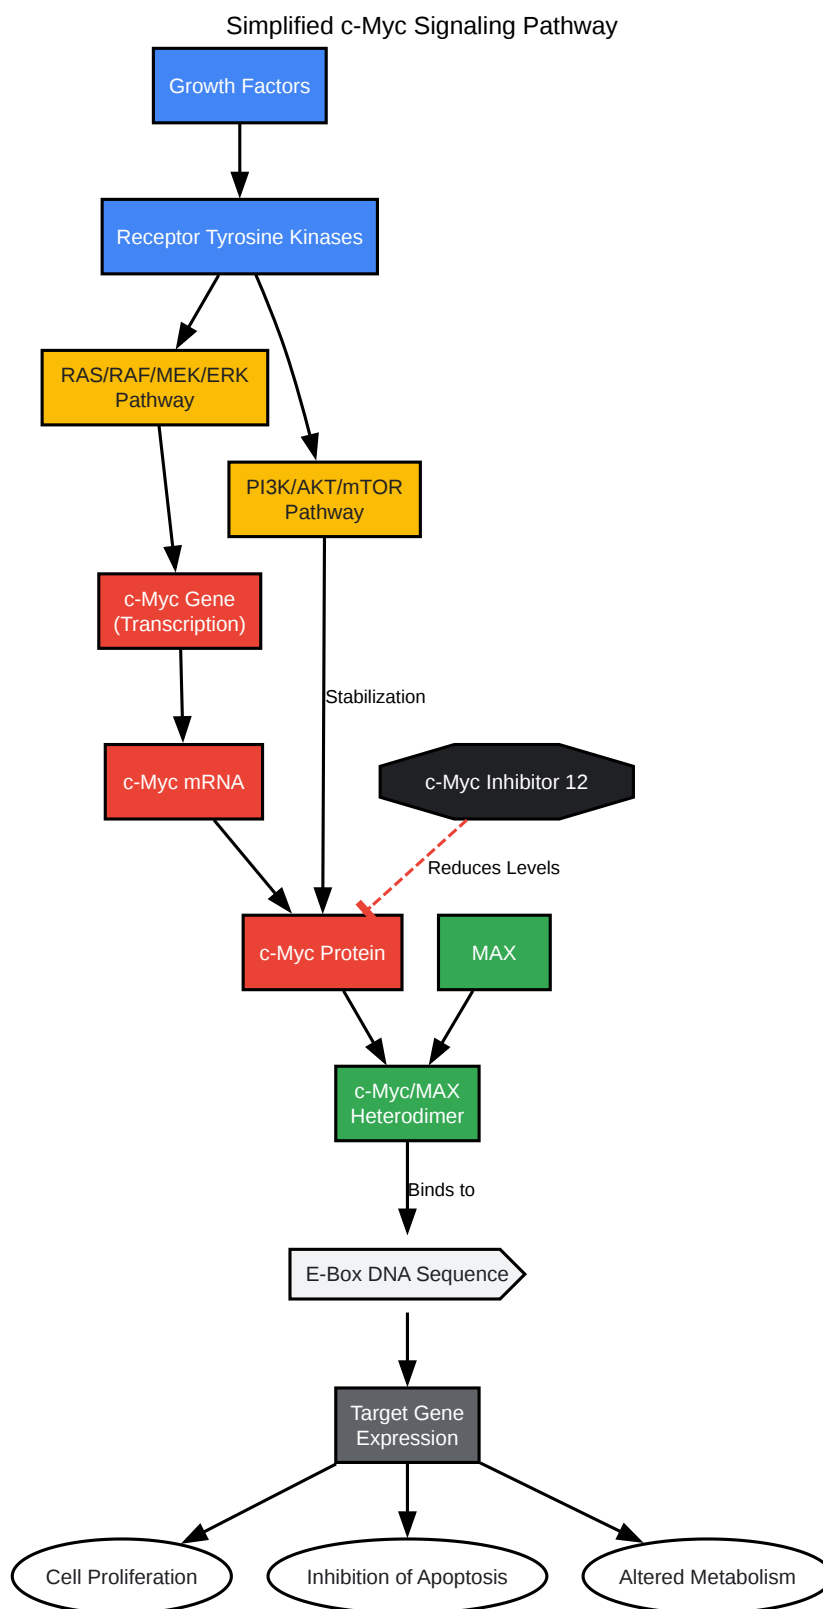 Simplified c-Myc Signaling Pathway
Growth Factors
Receptor Tyrosine Kinases
RAS/RAF/MEK/ERK
Pathway
PI3K/AKT/mTOR
Pathway
c-Myc Gene
(Transcription)
Stabilization
c-Myc mRNA
c-Myc Inhibitor 12
Reduces Levels
c-Myc Protein
MAX
c-Myc/MAX
Heterodimer
Binds to
E-Box DNA Sequence
Target Gene
Expression
Cell Proliferation
Inhibition of Apoptosis
Altered Metabolism